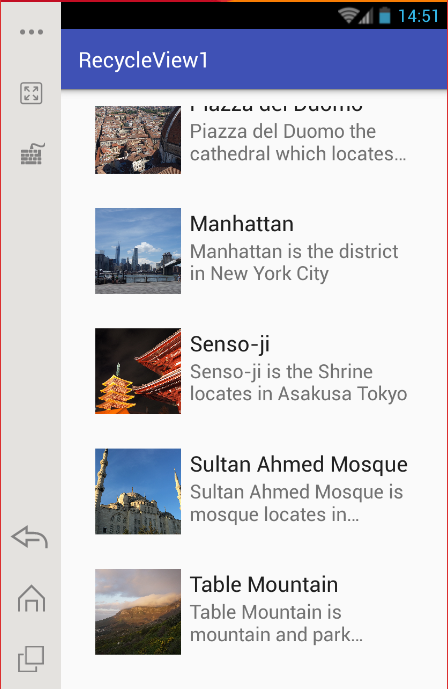 14:51
RecycleView1
Piazza del Duomo
Piazza del Duomo the
cathedral which locates…
Manhattan
Manhattan is the district
in New York City
Senso-ji
Senso-ji is the Shrine
locates in Asakusa Tokyo
Sultan Ahmed Mosque
Sultan Ahmed Mosque is
mosque locates in…
Table Mountain
Table Mountain is
mountain and park…